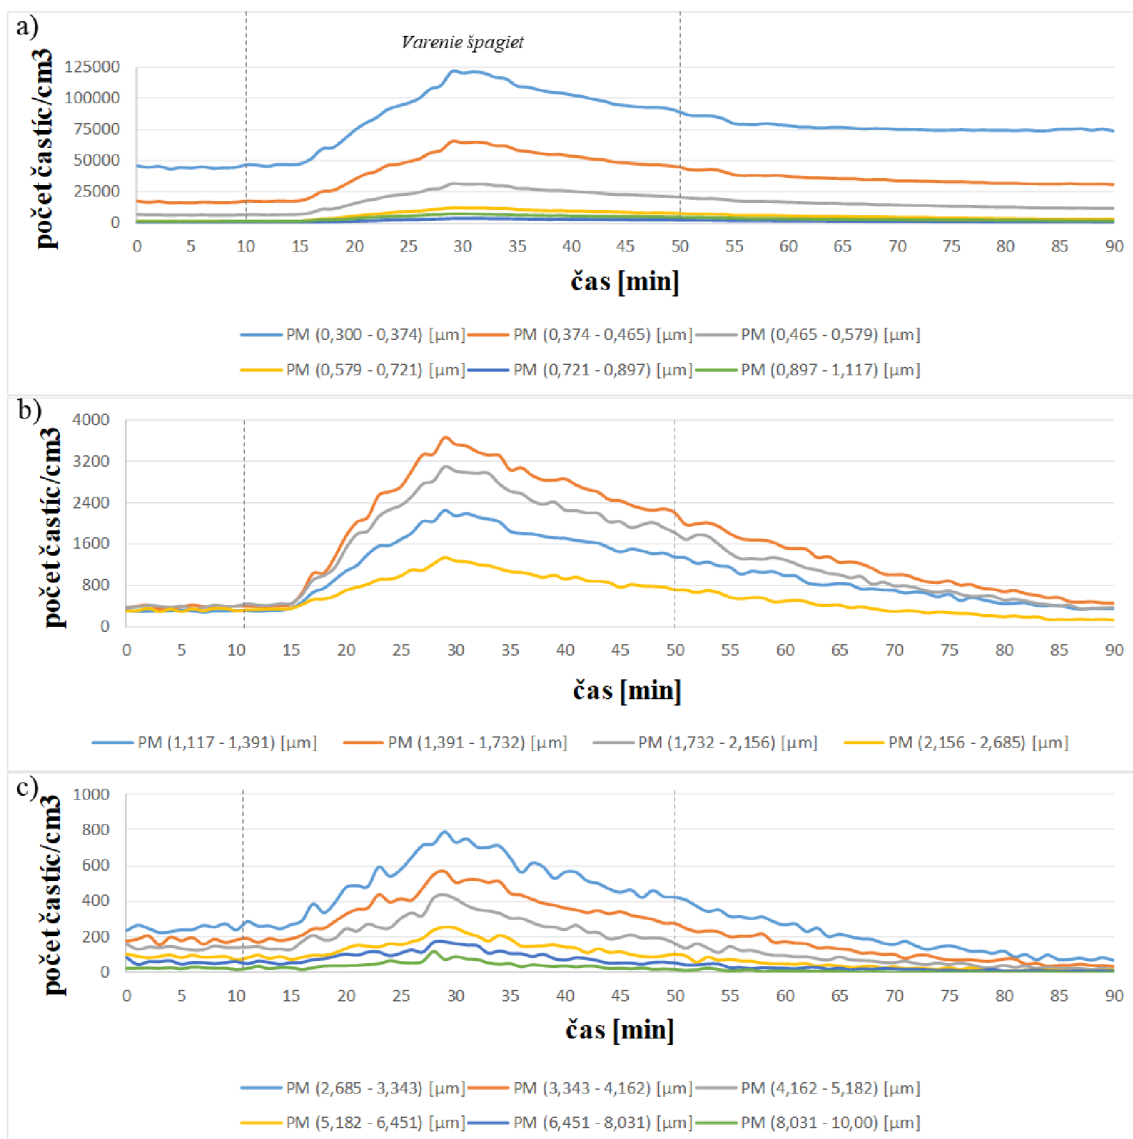 a)
Varenie špagiet
počet častíc/cm3
125000
100000
75000
50000
25000
0
0 5 10 15 20 25 30 35 40 45 50 55 60 65 70 75 80 85 90
čas [min]
PM (0,300 - 0,374) [µm] PM (0,374 - 0,465) [µm] PM (0,465 - 0,579) [µm]
PM (0,579 - 0,721) [µm] PM (0,721 - 0,897) [µm] PM (0,897 - 1,117) [µm]
b)
počet častíc/cm3
4000
3200
2400
1600
800
0
0 5 10 15 20 25 30 35 40 45 50 55 60 65 70 75 80 85 90
čas [min]
PM (1,117 - 1,391) [µm] PM (1,391 - 1,732) [µm] PM (1,732 - 2,156) [µm] PM (2,156 - 2,685) [µm]
c)
počet častíc/cm3
1000
800
600
400
200
0
0 5 10 15 20 25 30 35 40 45 50 55 60 65 70 75 80 85 90
čas [min]
PM (2,685 - 3,343) [µm] PM (3,343 - 4,162) [µm] PM (4,162 - 5,182) [µm]
PM (5,182 - 6,451) [µm] PM (6,451 - 8,031) [µm] PM (8,031 - 10,00) [µm]